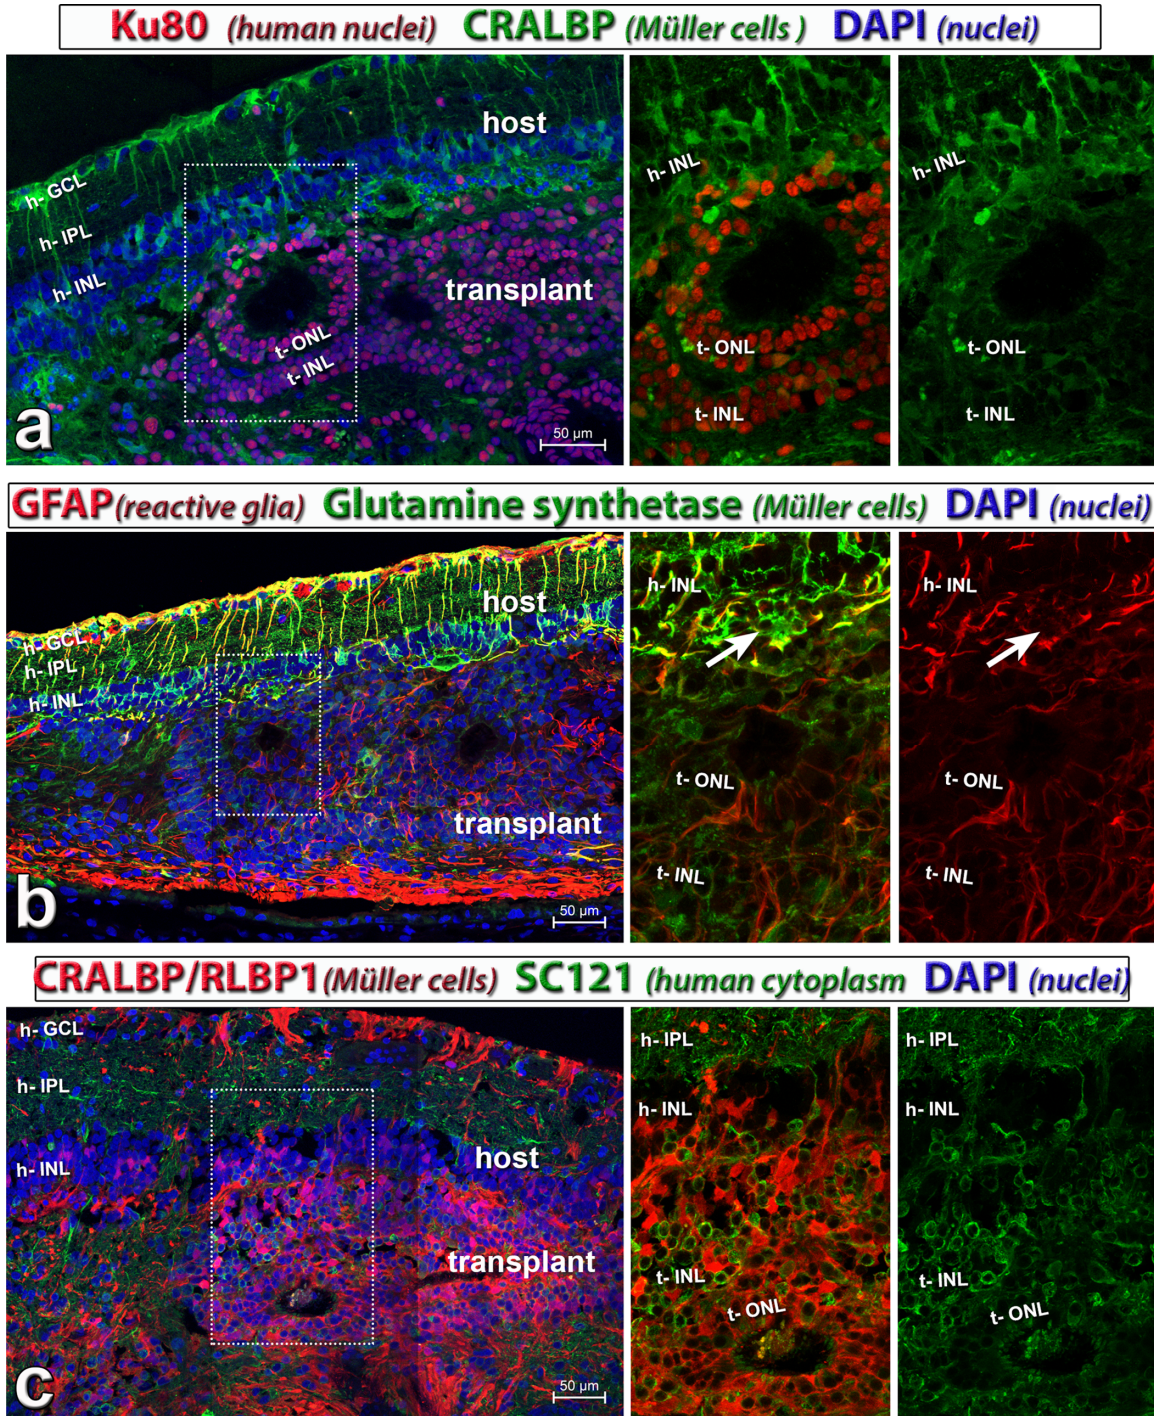 Ku80 (human nuclei) CRALBP (Müller cells ) DAPI (nuclei)
host
h- GCL
h- IPL
h- INL
transplant
t- ONL
t- INL
50 µm
a
h- INL
t- ONL
t- INL
h- INL
t- ONL
t- INL
GFAP (reactive glia) Glutamine synthetase (Müller cells) DAPI (nuclei)
host
h- GCL
h- IPL
h- INL
transplant
50 µm
b
h- INL
t- ONL
t- INL
h- INL
t- ONL
t- INL
CRALBP/RLBP1 (Müller cells) SC121 (human cytoplasm DAPI (nuclei)
h- GCL
h- IPL
h- INL
host
transplant
50 µm
c
h- IPL
h- INL
t- INL
t- ONL
h- IPL
h- INL
t- INL
t- ONL